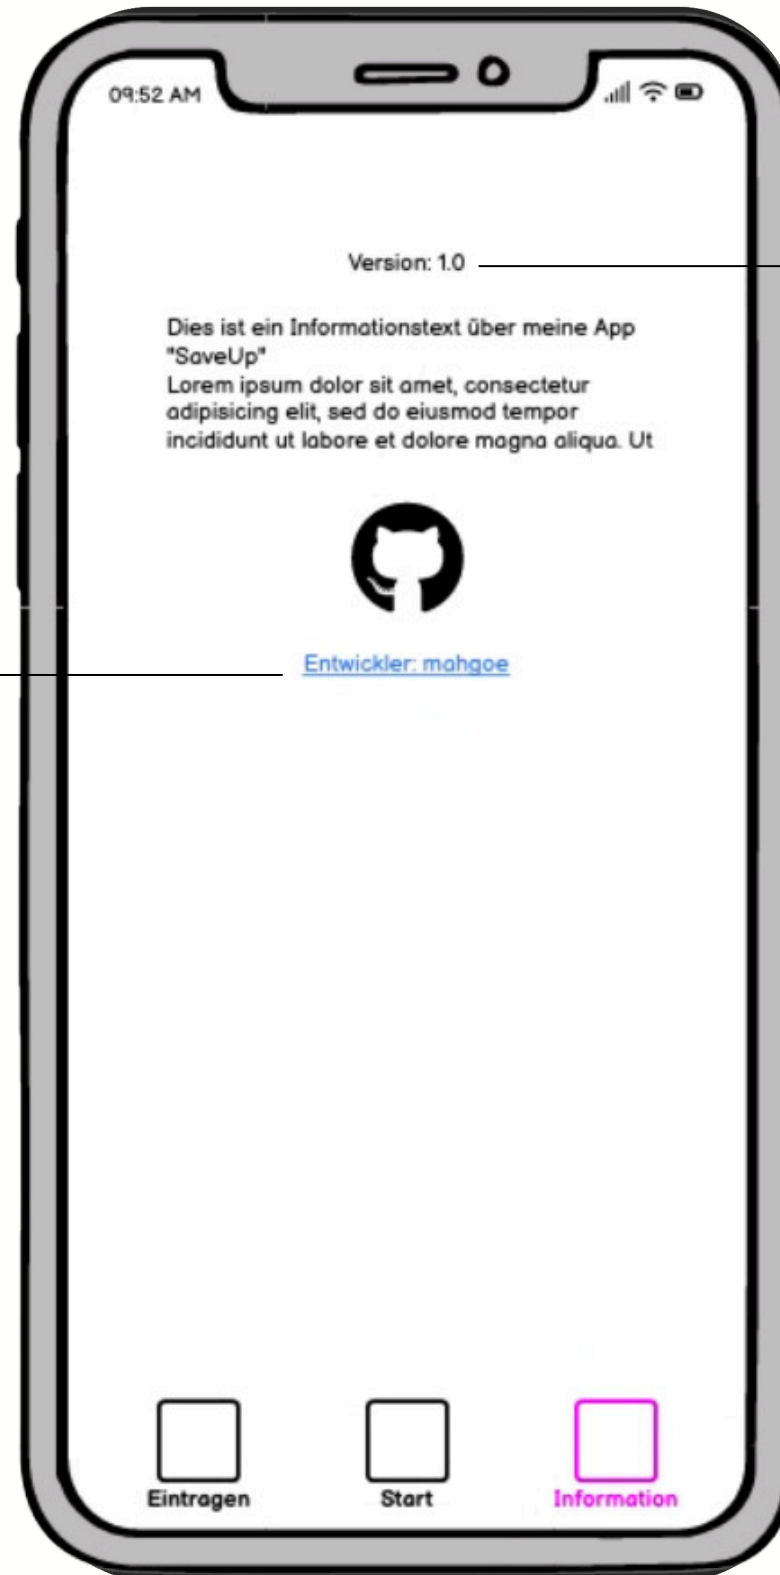 09:52 AM
Version: 1.0
Dies ist ein Informationstext über meine App
"SaveUp"
Lorem ipsum dolor sit amet, consectetur
adipisicing elit, sed do eiusmod tempor
incididunt ut labore et dolore magna aliqua. Ut
Entwickler: mahgoe
Eintragen
Start
Information